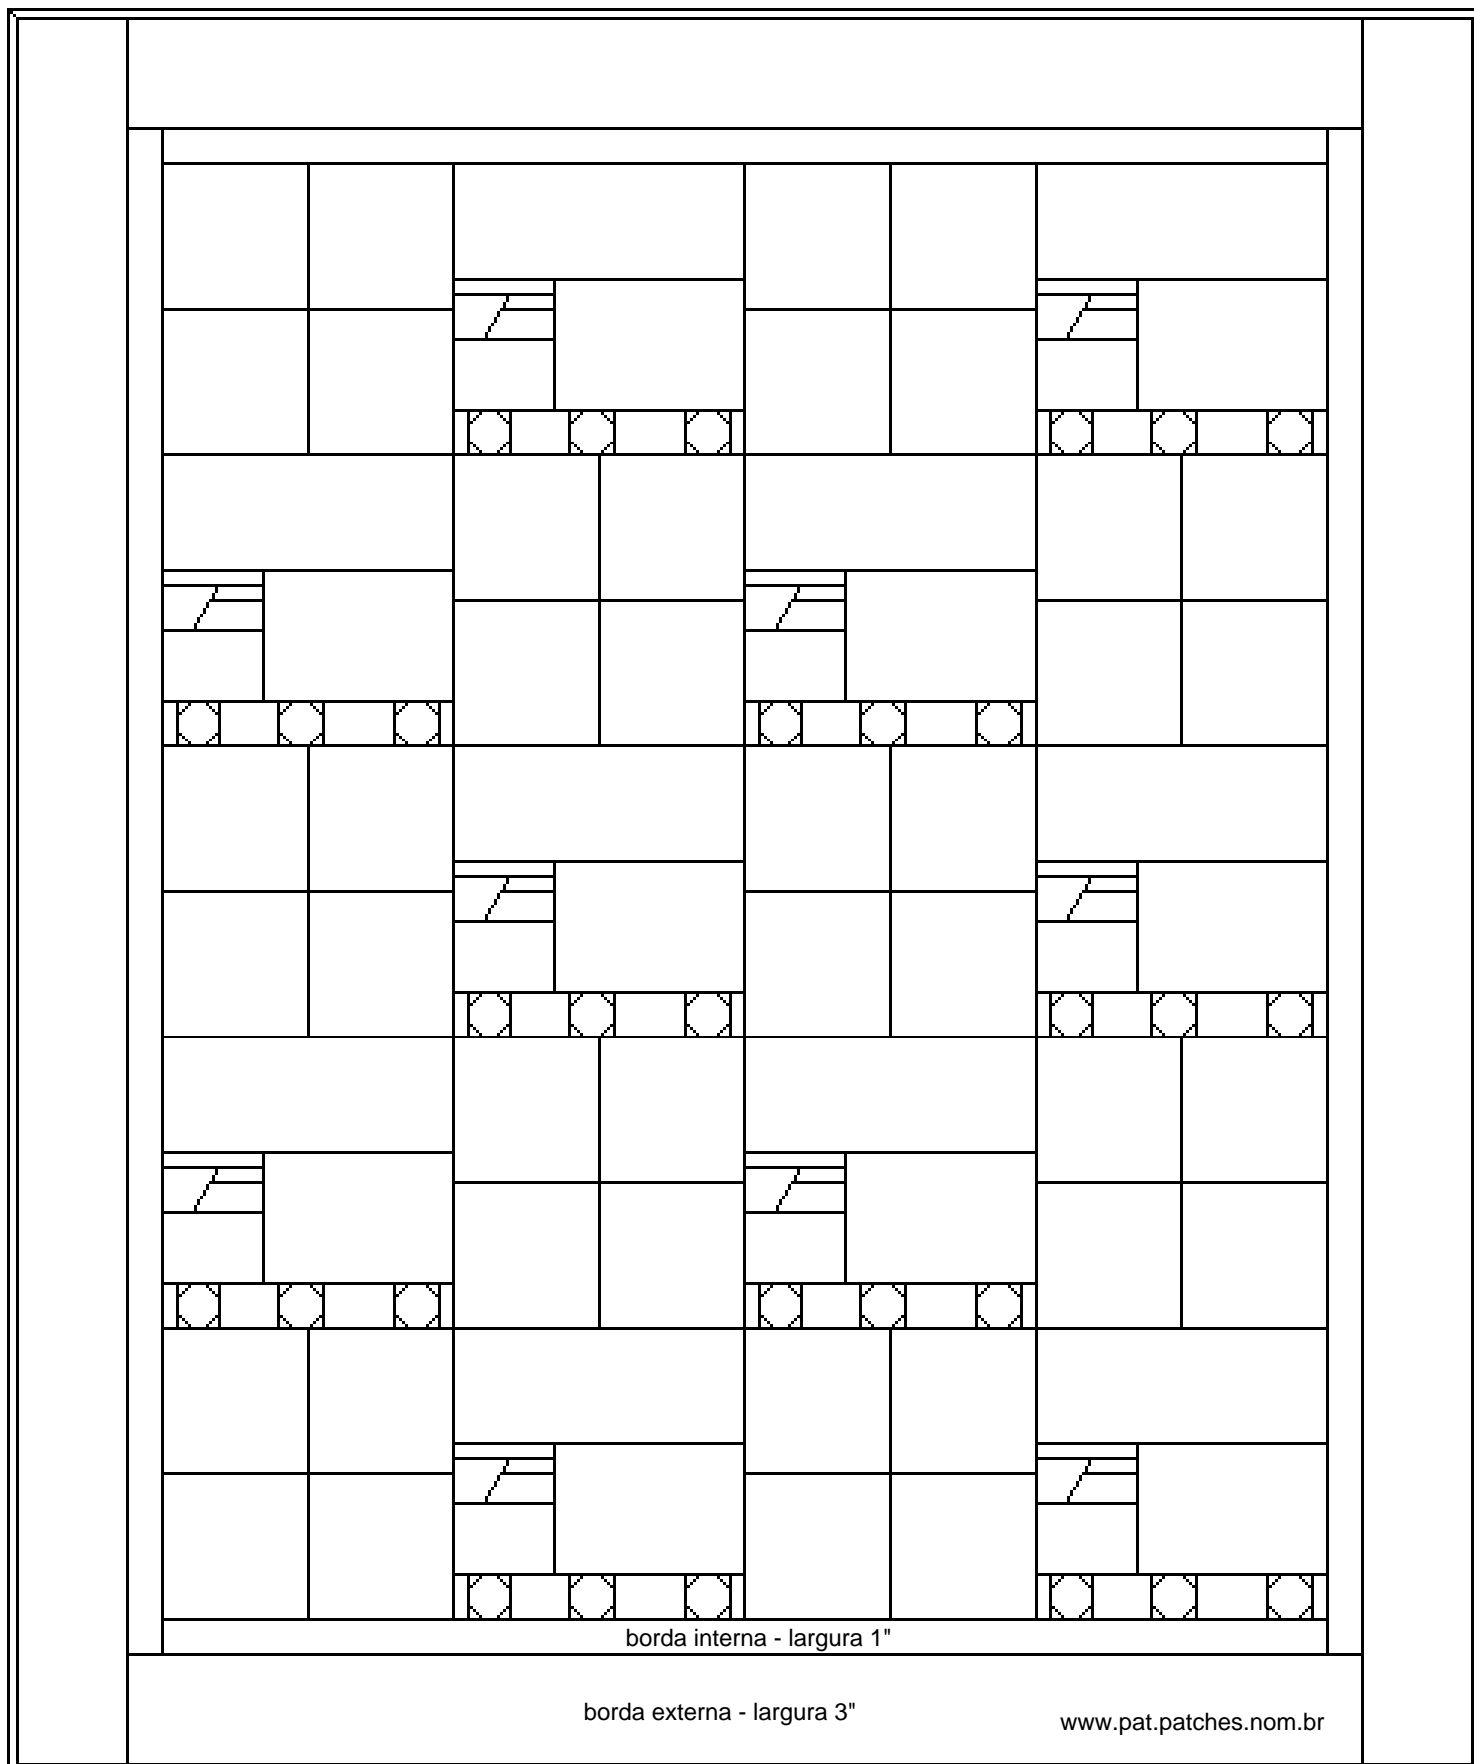 borda interna - largura 1"
borda externa - largura 3"
www.pat.patches.nom.br